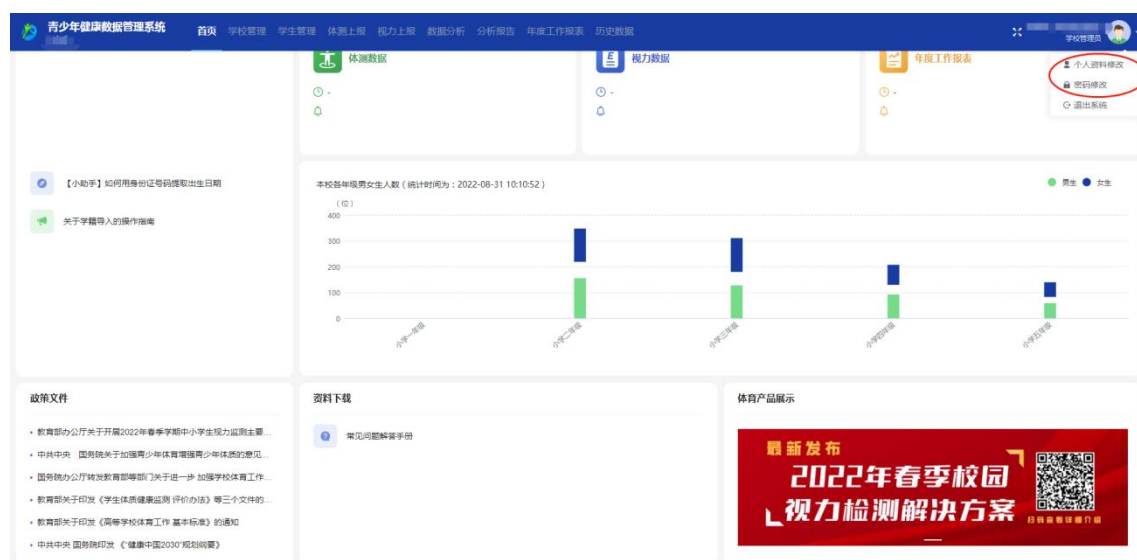 青少年健康数据管理系统
首页 学校管理 学生管理 体测上报 视力上报 数据分析 分析报告 年度工作报表 历史数据
学校管理员
个人资料修改
密码修改
退出系统
体测数据
视力数据
年度工作报表
-
-
-
【小助手】如何用身份证号码提取出生日期
关于学籍导入的操作指南
本校各年级男女生人数 ( 统计时间为：2022-08-31 10:10:52 )
男生 女生
（位）
400
300
200
100
0
小学一年级
小学二年级
小学三年级
小学四年级
小学五年级
政策文件
教育部办公厅关于开展2022年春季学期中小学生视力监测主要...
中共中央 国务院关于加强青少年体育增强青少年体质的意见...
国务院办公厅转发教育部等部门关于进一步 加强学校体育工作...
教育部关于印发《学生体质健康监测 评价办法》等三个文件的...
教育部关于印发《高等学校体育工作 基本标准》的通知
中共中央 国务院印发 《“健康中国2030”规划纲要》
资料下载
常见问题解答手册
体育产品展示
最新发布
2022年春季校园
视力检测解决方案
扫码查看详细介绍